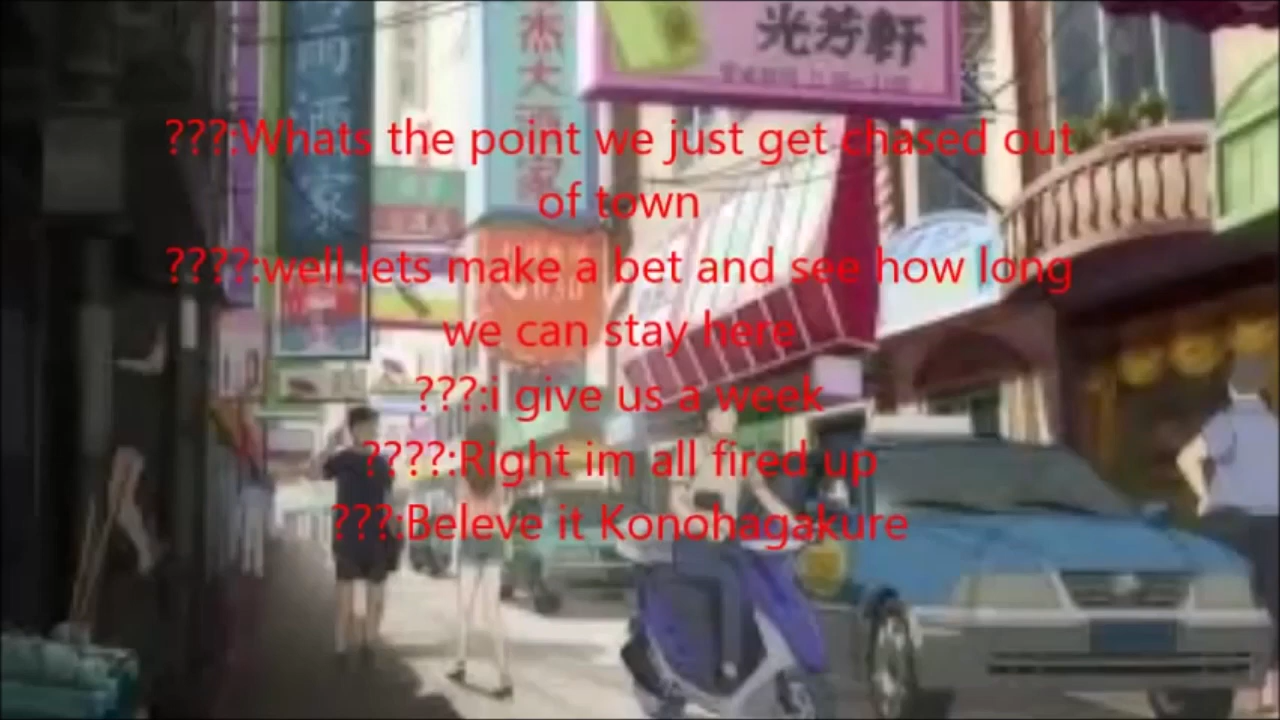 光芳軒
???:Whats the point we just get chased out
of town
????:well lets make a bet and see how long
we can stay here
???:i give us a week
????:Right im all fired up
???:Beleve it Konohagakure